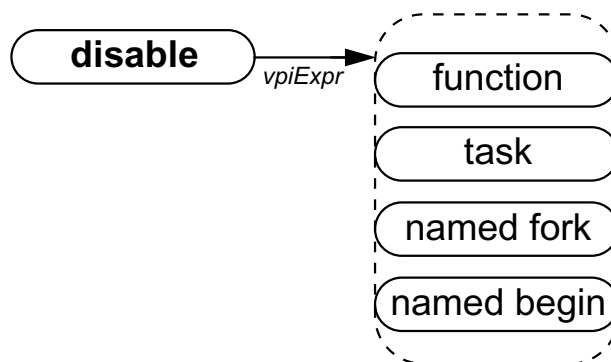 disable
vpiExpr
function
task
named fork
named begin